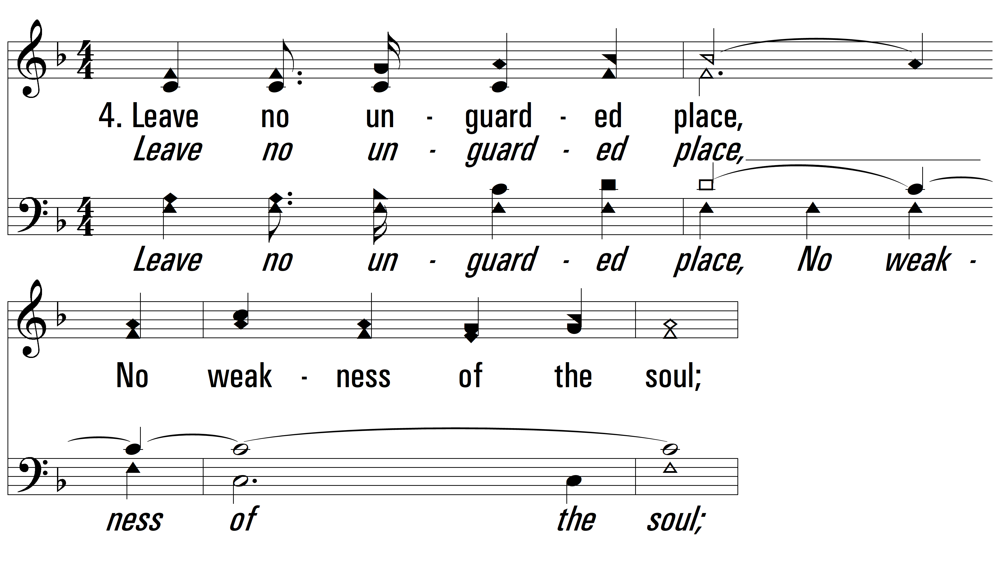 4. Leave no un - guard - ed place,
Leave no un - guard - ed place,
Leave no un - guard - ed place, No weak -
No weak - ness of the soul;
ness of the soul;